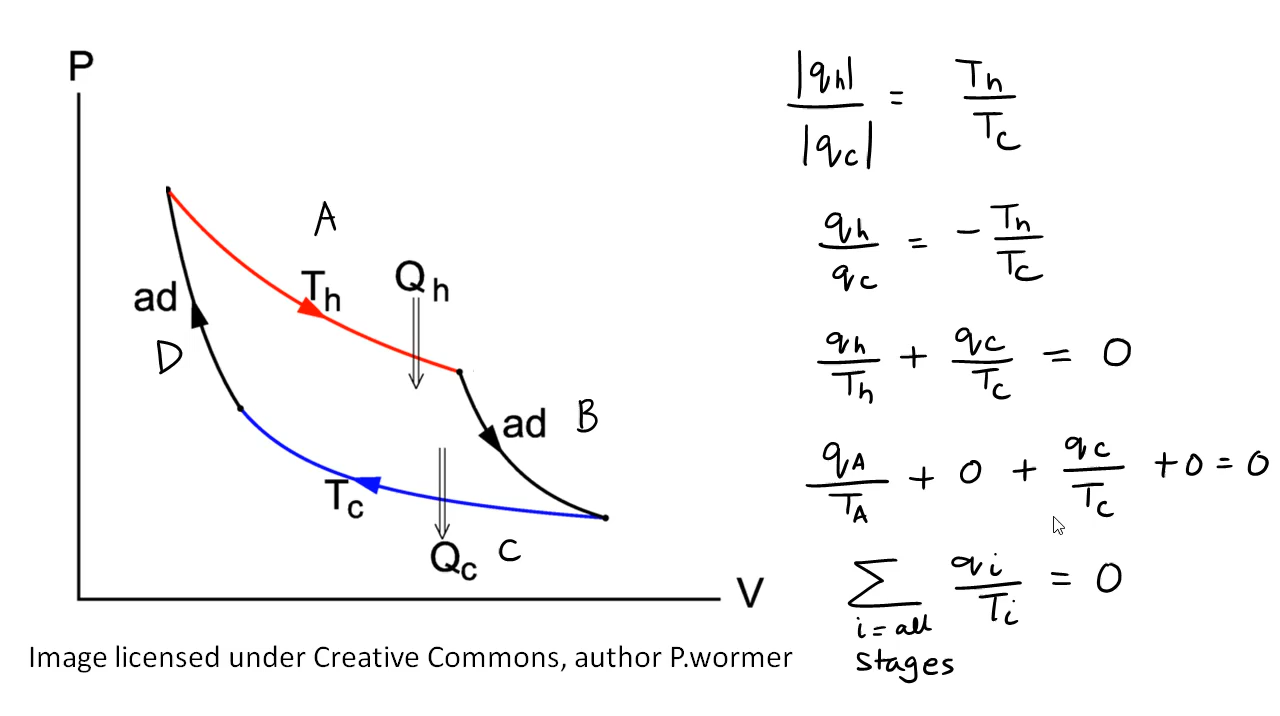 P
A
T_h
Q_h
ad
D
ad
B
T_c
Q_c
C
V
Image licensed under Creative Commons, author P.wormer
|q_h| / |q_c| = T_h / T_c
q_h / q_c = - T_h / T_c
q_h / T_h + q_c / T_c = 0
q_A / T_A + 0 + q_c / T_c + 0 = 0
∑ q_i / T_i = 0
i = all
stages